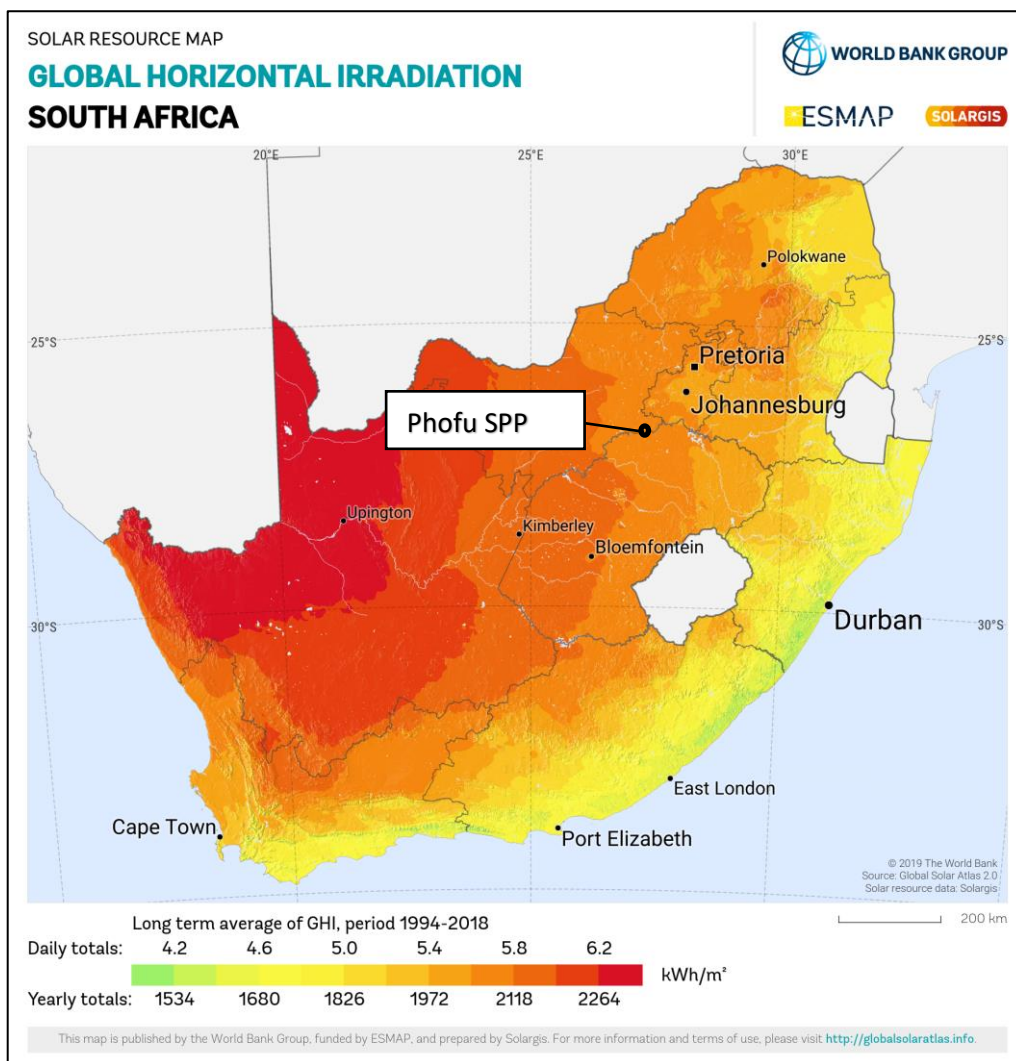 SOLAR RESOURCE MAP
GLOBAL HORIZONTAL IRRADIATION
SOUTH AFRICA
WORLD BANK GROUP
ESMAP
SOLARGIS
20°E
25°E
30°E
Polokwane
25°S
25°S
Pretoria
Johannesburg
Phofu SPP
Upington
Kimberley
Bloemfontein
30°S
Durban
30°S
East London
Cape Town
Port Elizabeth
© 2019 The World Bank
Source: Global Solar Atlas 2.0
Solar resource data: Solargis
200 km
Long term average of GHI, period 1994-2018
Daily totals: 4.2 4.6 5.0 5.4 5.8 6.2
kWh/m²
Yearly totals: 1534 1680 1826 1972 2118 2264
This map is published by the World Bank Group, funded by ESMAP, and prepared by Solargis. For more information and terms of use, please visit http://globalsolaratlas.info.